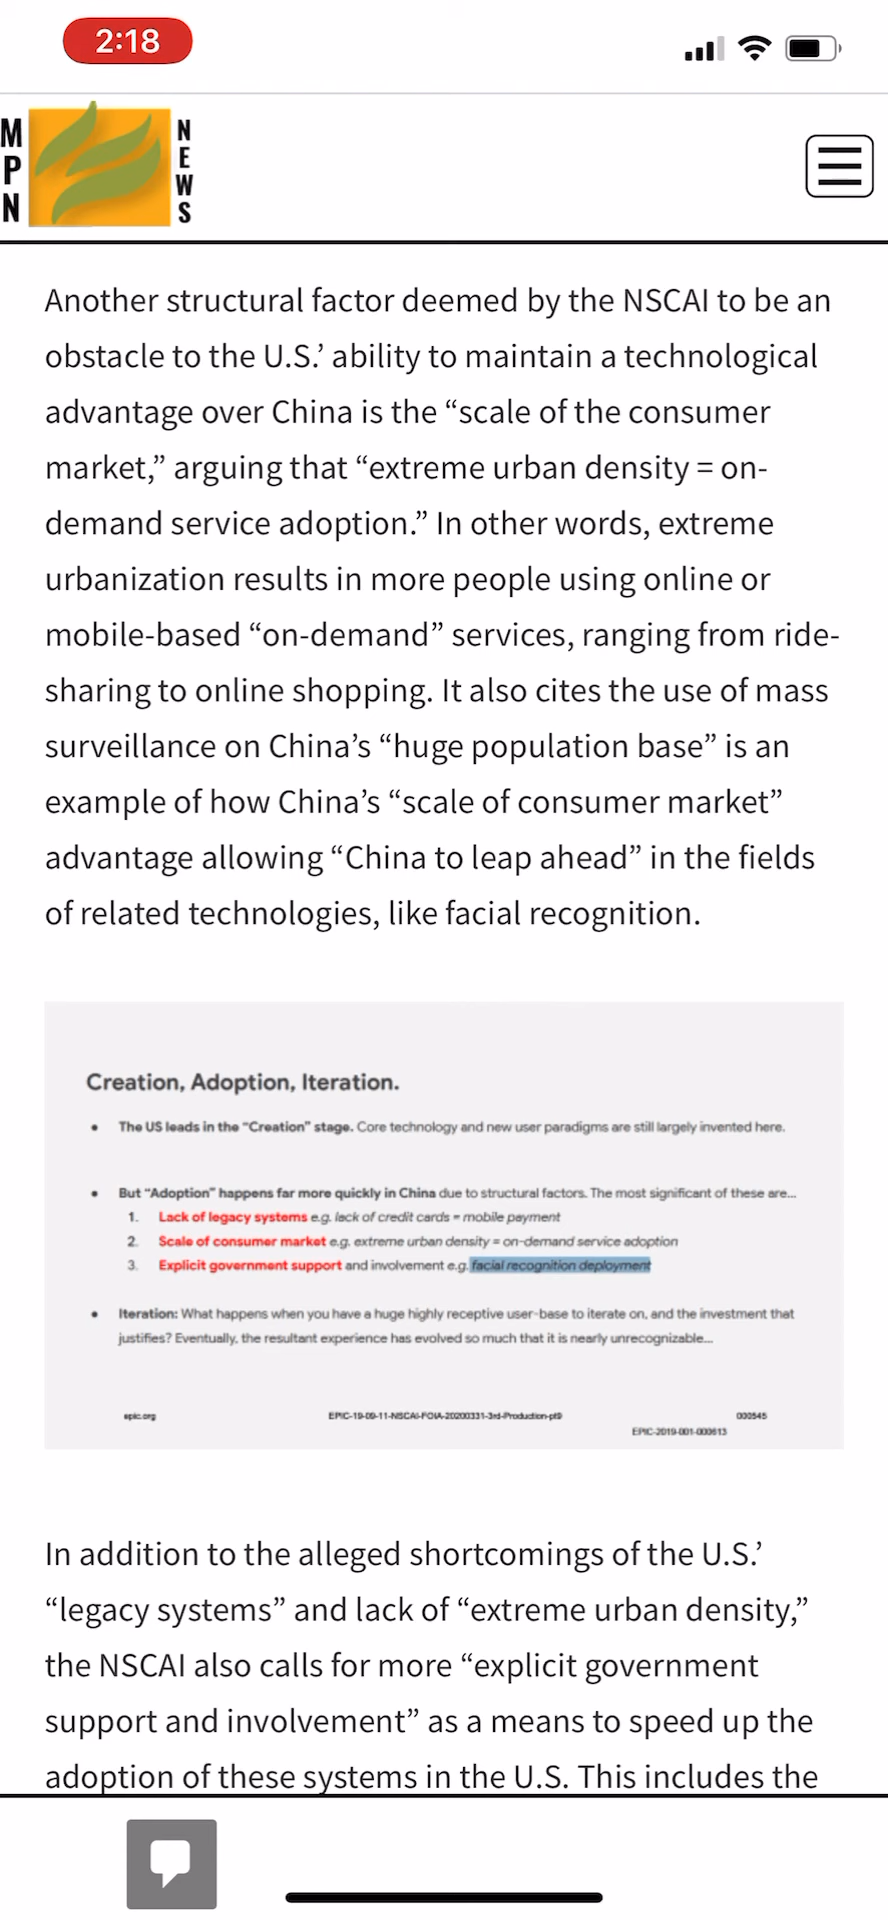 2:18
MPN
NEWS
Another structural factor deemed by the NSCAI to be an
obstacle to the U.S.’ ability to maintain a technological
advantage over China is the “scale of the consumer
market,” arguing that “extreme urban density = on-
demand service adoption.” In other words, extreme
urbanization results in more people using online or
mobile-based “on-demand” services, ranging from ride-
sharing to online shopping. It also cites the use of mass
surveillance on China’s “huge population base” is an
example of how China’s “scale of consumer market”
advantage allowing “China to leap ahead” in the fields
of related technologies, like facial recognition.
Creation, Adoption, Iteration.
• The US leads in the “Creation” stage. Core technology and new user paradigms are still largely invented here.
• But “Adoption” happens far more quickly in China due to structural factors. The most significant of these are...
1. Lack of legacy systems e.g. lack of credit cards = mobile payment
2. Scale of consumer market e.g. extreme urban density = on-demand service adoption
3. Explicit government support and involvement e.g. facial recognition deployment
• Iteration: What happens when you have a huge highly receptive user-base to iterate on, and the investment that
justifies? Eventually, the resultant experience has evolved so much that it is nearly unrecognizable...
epic.org EPIC-19-09-11-NSCAI-FOIA-20200331-3rd-Production-pt9 000545
EPIC-2019-001-000613
In addition to the alleged shortcomings of the U.S.’
“legacy systems” and lack of “extreme urban density,”
the NSCAI also calls for more “explicit government
support and involvement” as a means to speed up the
adoption of these systems in the U.S. This includes the